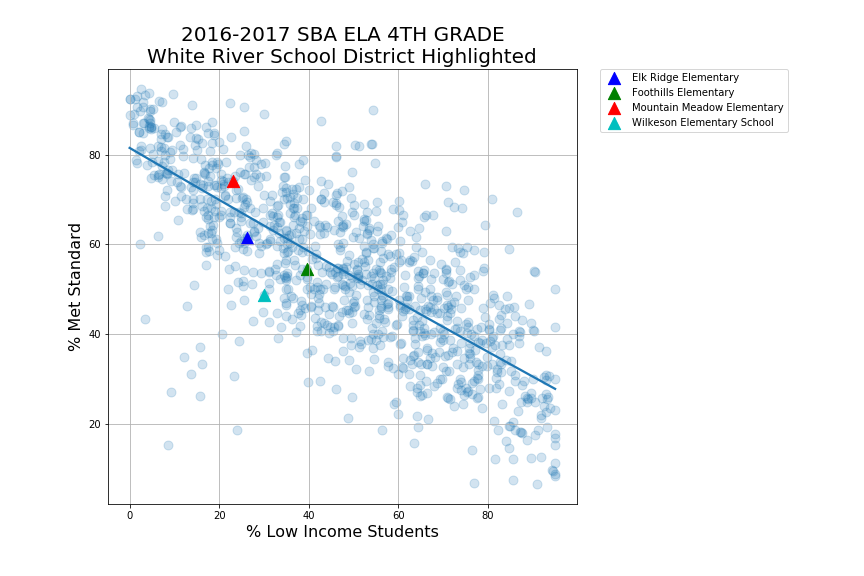 2016-2017 SBA ELA 4TH GRADE
White River School District Highlighted
Elk Ridge Elementary
Foothills Elementary
Mountain Meadow Elementary
Wilkeson Elementary School
% Met Standard
80
60
40
20
0 20 40 60 80
% Low Income Students